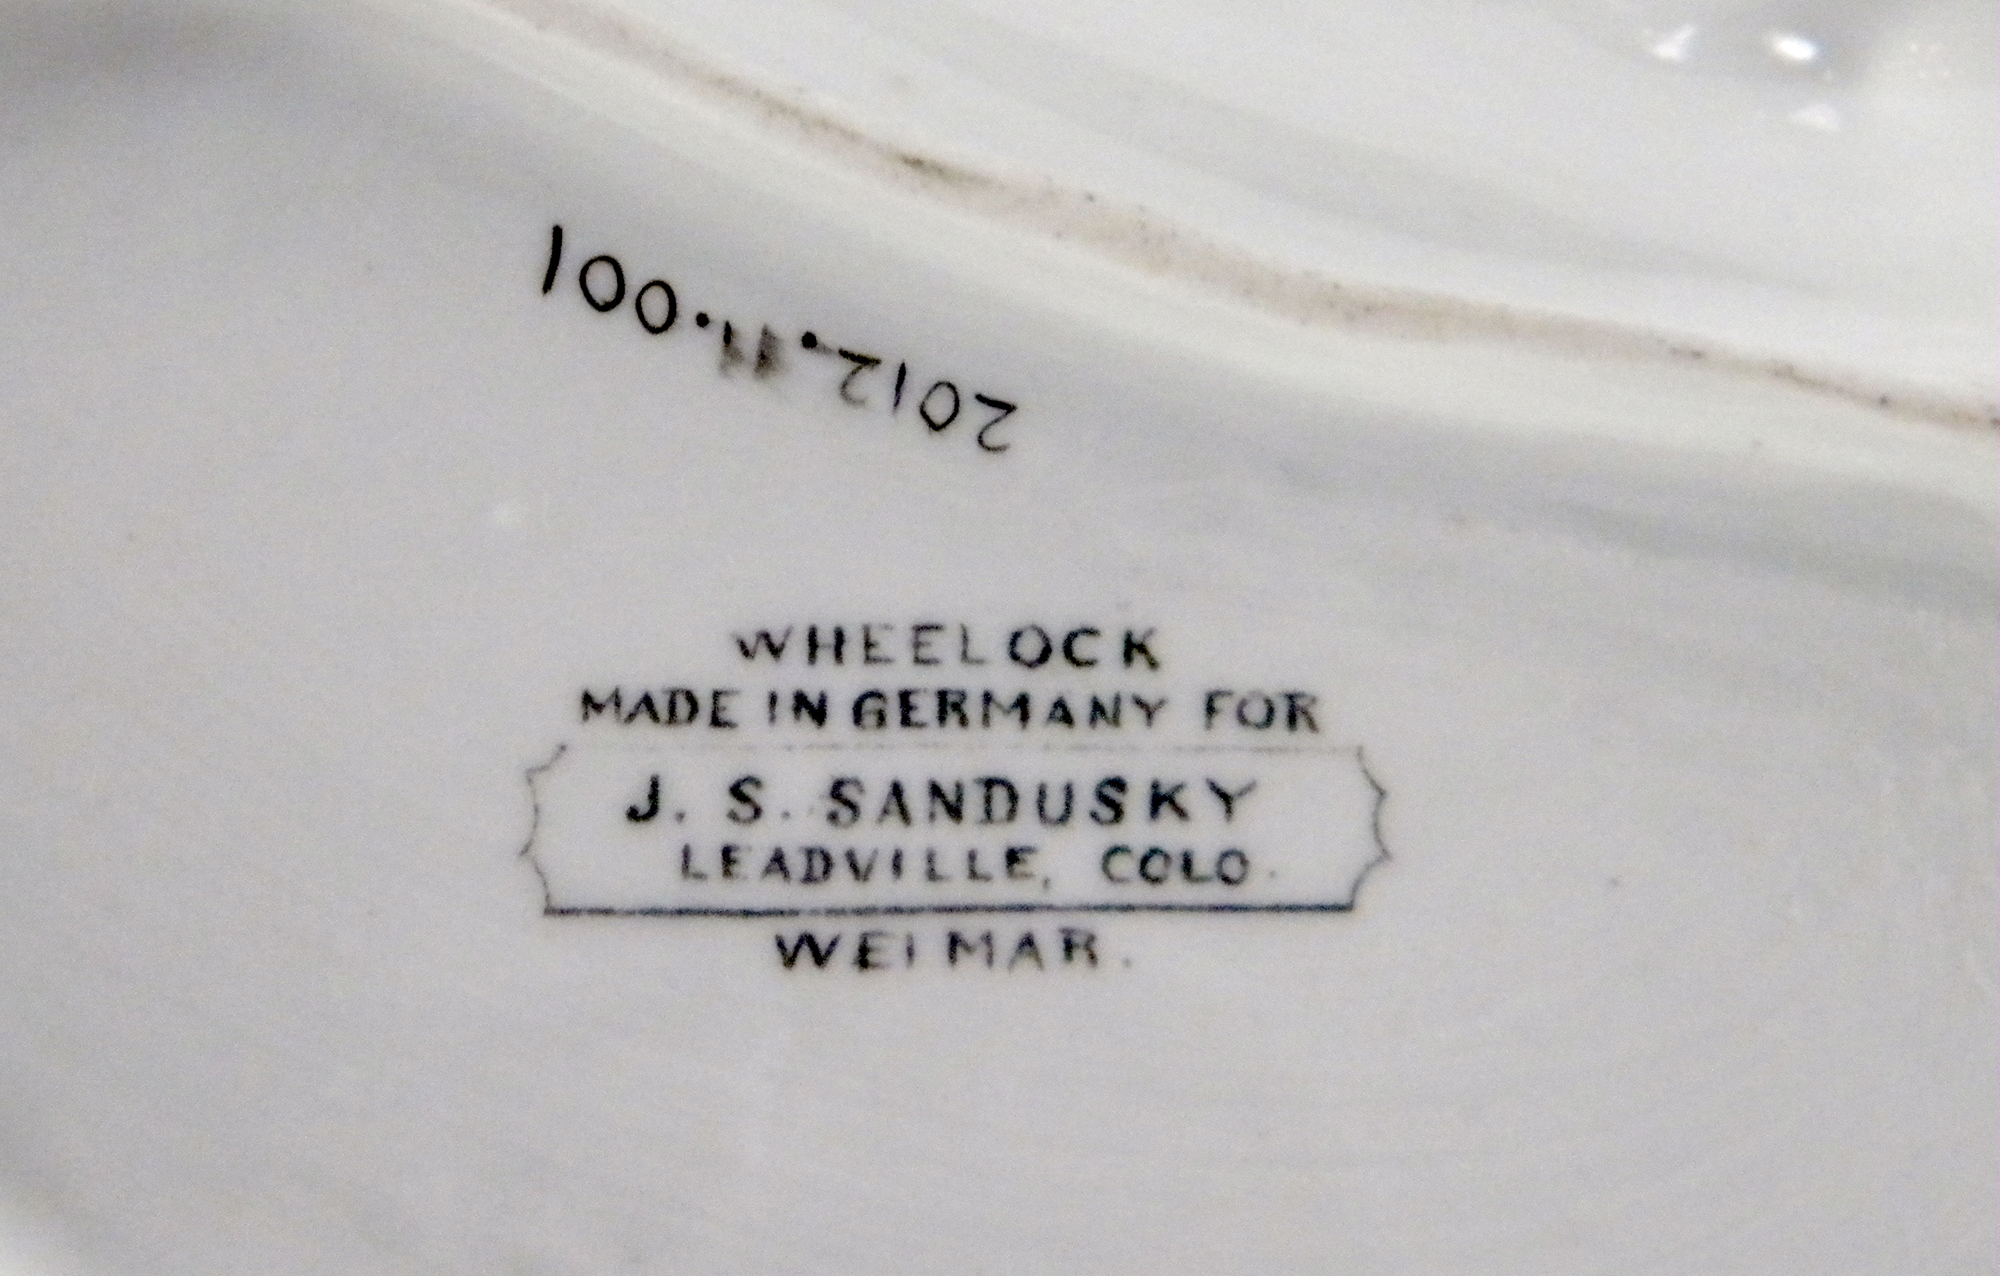 2012.11.001
WHEELOCK
MADE IN GERMANY FOR
J. S. SANDUSKY
LEADVILLE, COLO.
WEIMAR.